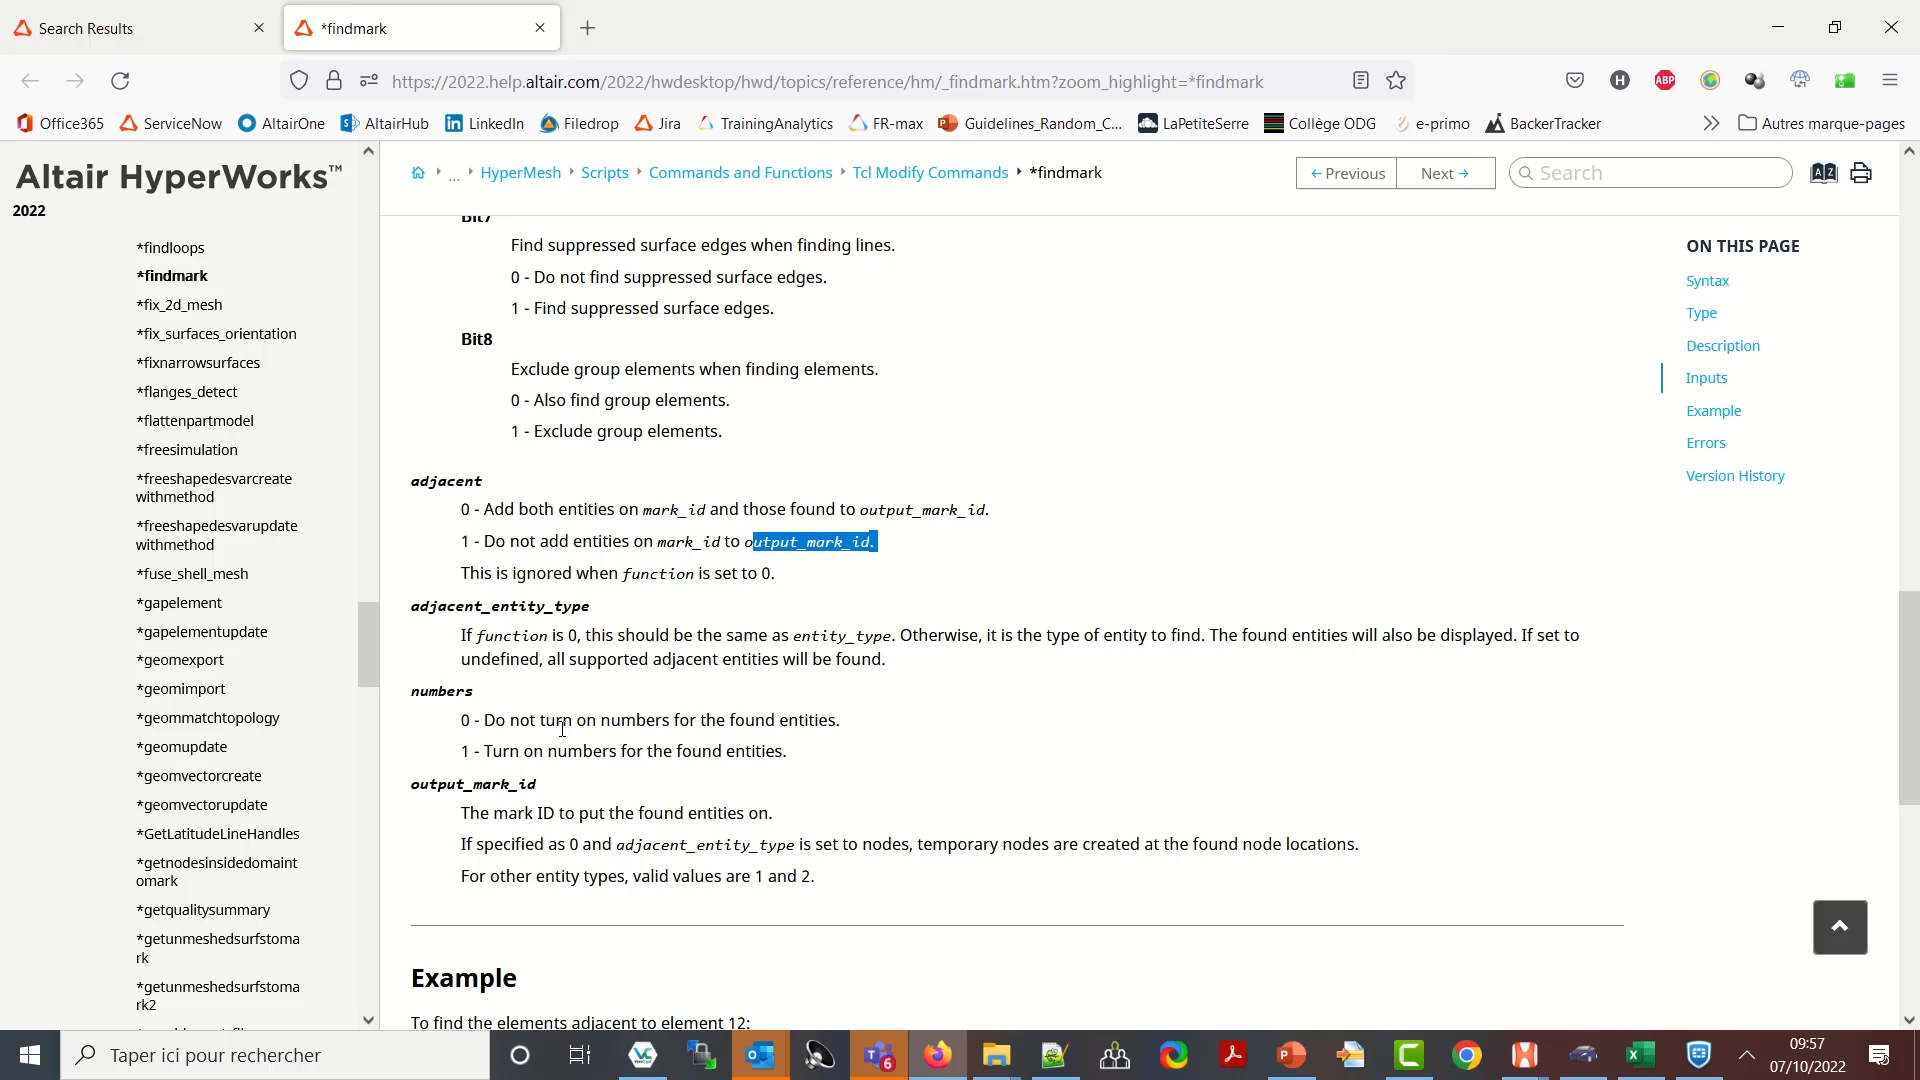 Search Results
*findmark
https://2022.help.altair.com/2022/hwdesktop/hwd/topics/reference/hm/_findmark.htm?zoom_highlight=*findmark
H
ABP
Office365
ServiceNow
AltairOne
AltairHub
LinkedIn
Filedrop
Jira
TrainingAnalytics
FR-max
Guidelines_Random_C...
LaPetiteSerre
Collège ODG
e-primo
BackerTracker
Autres marque-pages
Altair HyperWorks™
2022
*findloops
*findmark
*fix_2d_mesh
*fix_surfaces_orientation
*fixnarrowsurfaces
*flanges_detect
*flattenpartmodel
*freesimulation
*freeshapedesvarcreate
withmethod
*freeshapedesvarupdate
withmethod
*fuse_shell_mesh
*gapelement
*gapelementupdate
*geomexport
*geomimport
*geommatchtopology
*geomupdate
*geomvectorcreate
*geomvectorupdate
*GetLatitudeLineHandles
*getnodesinsidedomaint
omark
*getqualitysummary
*getunmeshedsurfstoma
rk
*getunmeshedsurfstoma
rk2
... HyperMesh Scripts Commands and Functions Tcl Modify Commands *findmark
← Previous
Next →
Search
A Z
Bit7
Find suppressed surface edges when finding lines.
0 - Do not find suppressed surface edges.
1 - Find suppressed surface edges.
Bit8
Exclude group elements when finding elements.
0 - Also find group elements.
1 - Exclude group elements.
adjacent
0 - Add both entities on mark_id and those found to output_mark_id.
1 - Do not add entities on mark_id to output_mark_id.
This is ignored when function is set to 0.
adjacent_entity_type
If function is 0, this should be the same as entity_type. Otherwise, it is the type of entity to find. The found entities will also be displayed. If set to
undefined, all supported adjacent entities will be found.
numbers
0 - Do not turn on numbers for the found entities.
1 - Turn on numbers for the found entities.
output_mark_id
The mark ID to put the found entities on.
If specified as 0 and adjacent_entity_type is set to nodes, temporary nodes are created at the found node locations.
For other entity types, valid values are 1 and 2.
Example
To find the elements adjacent to element 12:
ON THIS PAGE
Syntax
Type
Description
Inputs
Example
Errors
Version History
Taper ici pour rechercher
6
09:57
07/10/2022